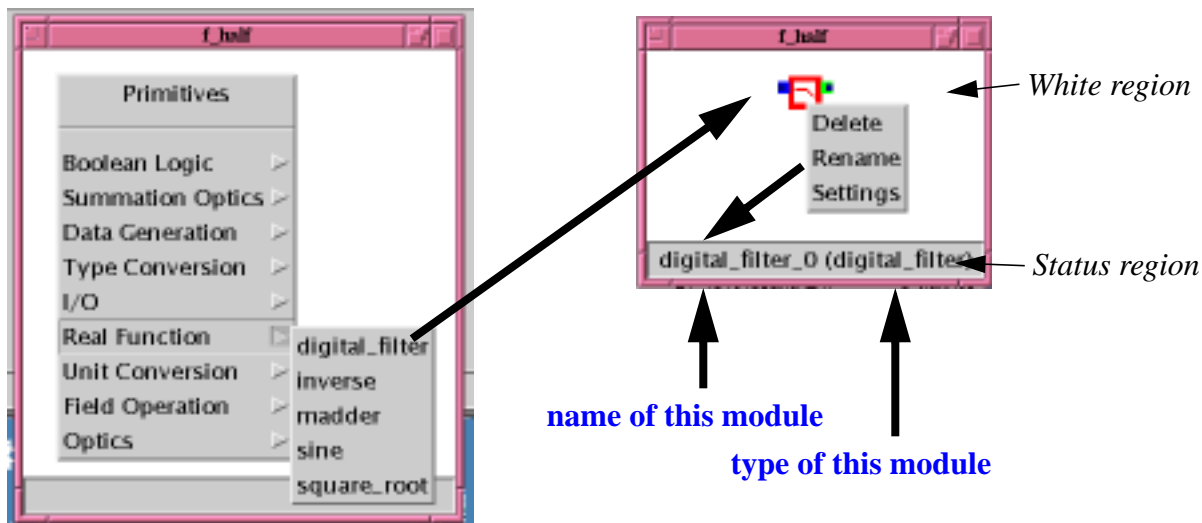 f_half
Primitives
Boolean Logic
Summation Optics
Data Generation
Type Conversion
I/O
Real Function
Unit Conversion
Field Operation
Optics
digital_filter
inverse
madder
sine
square_root
f_half
Delete
Rename
Settings
digital_filter_0 (digital_filter)
White region
Status region
name of this module
type of this module